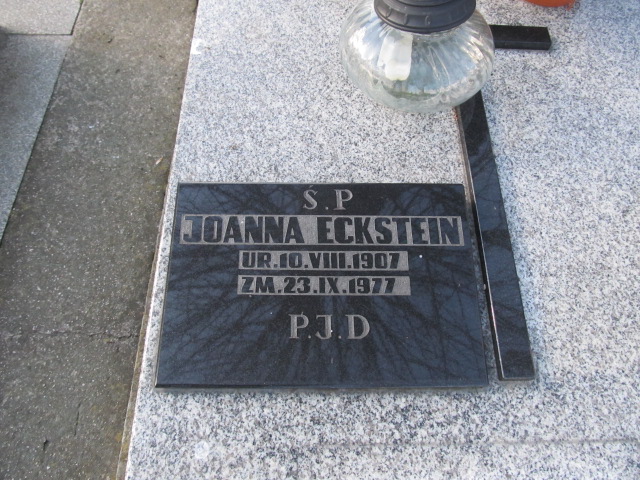 Ś.P
JOANNA ECKSTEIN
UR.10.VIII.1907
ZM.23.IX.1977
P.J.D